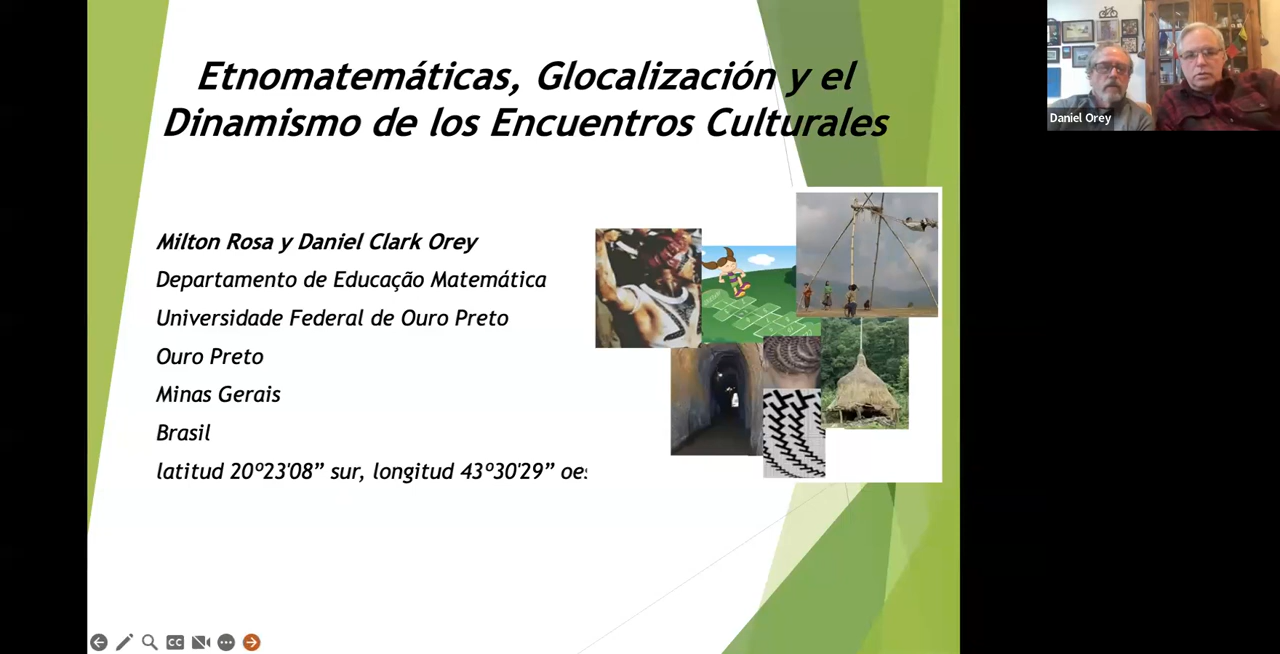 Etnomatemáticas, Glocalización y el
Dinamismo de los Encuentros Culturales
Milton Rosa y Daniel Clark Orey
Departamento de Educação Matemática
Universidade Federal de Ouro Preto
Ouro Preto
Minas Gerais
Brasil
latitud 20º23'08” sur, longitud 43º30'29”
Daniel Orey
CC